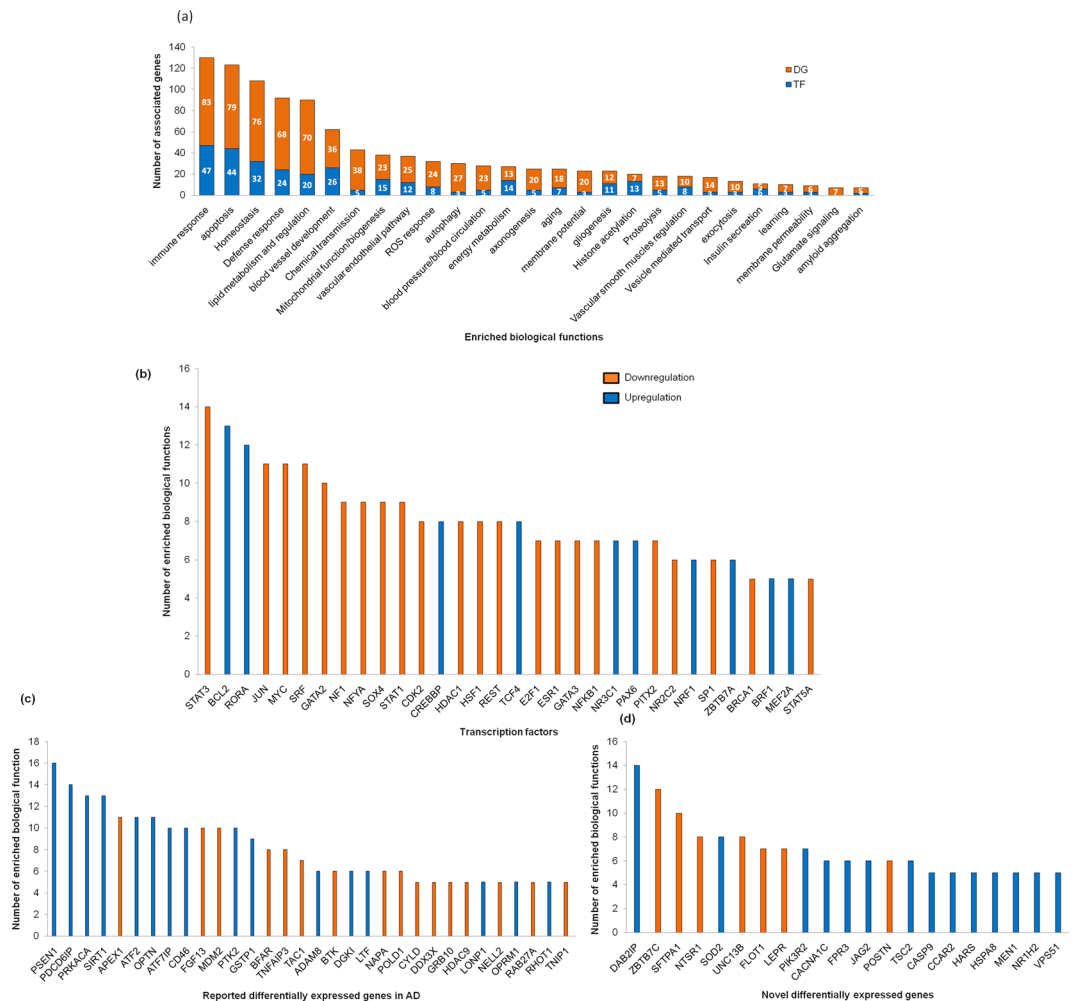 (a)
Number of associated genes
140
120
100
80
60
40
20
0
DG
TF
83 79 76 68 70 36 38 23 25 24 27 23 13 20 18 20 12 7 13 10 14 10 5 7 6 7 5
47 44 32 24 20 26 5 15 12 8 3 5 14 5 7 3 11 13 5 8 3 3 6 3 3
immune response
apoptosis
Homeostasis
Defense response
lipid metabolism and regulation
blood vessel development
Chemical transmission
Mitochondrial function/biogenesis
vascular endothelial pathway
ROS response
autophagy
blood pressure/blood circulation
energy metabolism
axonogenesis
aging
membrane potential
gliogenesis
Histone acetylation
Proteolysis
Vascular smooth muscles regulation
Vesicle mediated transport
exocytosis
Insulin secretion
learning
membrane permeability
Glutamate signaling
amyloid aggregation
Enriched biological functions
(b)
Number of enriched biological functions
16
14
12
10
8
6
4
2
0
Downregulation
Upregulation
STAT3
BCL2
RORA
JUN
MYC
SRF
GATA2
NF1
NFYA
SOX4
STAT1
CDK2
CREBBP
HDAC1
HSF1
REST
TCF4
E2F1
ESR1
GATA3
NFKB1
NR3C1
PAX6
PITX2
NR2C2
NRF1
SP1
ZBTB7A
BRCA1
BRF1
MEF2A
STAT5A
Transcription factors
(c)
Number of enriched biological function
18
16
14
12
10
8
6
4
2
0
PSEN1
PDCD6IP
PRKACA
SIRT1
APEX1
ATF2
OPTN
ATF7IP
CD46
FGF13
MDM2
PTK2
GSTP1
BFAR
TNFAIP3
TAC1
ADAM8
BTK
DGKI
LTF
NAPA
POLD1
CYLD
DDX3X
GRB10
HDAC9
LONP1
NELL2
OPRM1
RAB27A
RHOT1
TNIP1
Reported differentially expressed genes in AD
(d)
Number of enriched biological functions
16
14
12
10
8
6
4
2
0
DAB2IP
ZBTB7C
SFTPA1
NTSR1
SOD2
UNC13B
FLOT1
LEPR
PIK3R2
CACNA1C
FPR3
JAG2
POSTN
TSC2
CASP9
CCAR2
HARS
HSPA8
MEN1
NR1H2
VPS51
Novel differentially expressed genes